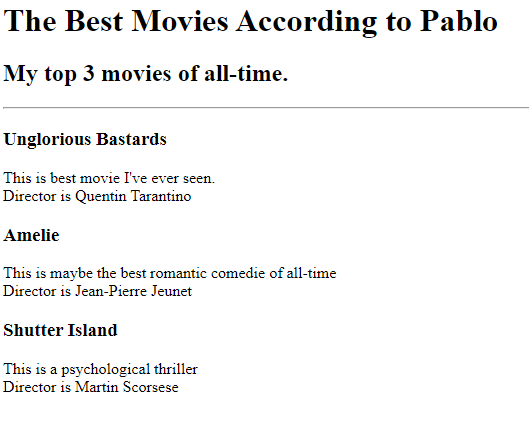 The Best Movies According to Pablo
My top 3 movies of all-time.
Unglorious Bastards
This is best movie I've ever seen.
Director is Quentin Tarantino
Amelie
This is maybe the best romantic comedie of all-time
Director is Jean-Pierre Jeunet
Shutter Island
This is a psychological thriller
Director is Martin Scorsese